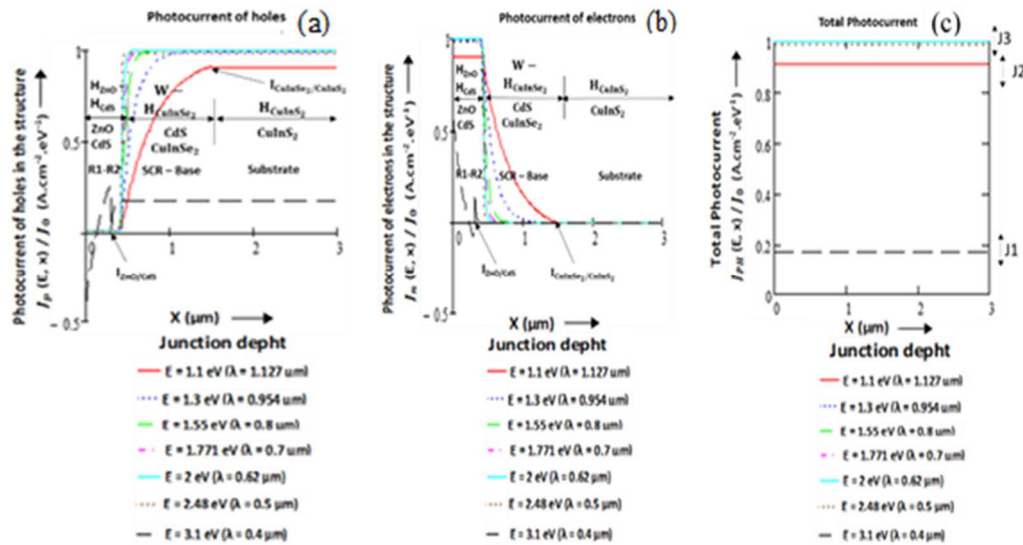 Photocurrent of holes (a)
Photocurrent of holes in the structure
Jp (E, x) / J0 (A.cm-2.eV-1)
1
0
− 0.5
HZnO
HCdS
ZnO
CdS
R1-R2
W −
HCuInSe2
CdS
CuInSe2
SCR – Base
ICuInSe2/CuInS2
HCuInS2
CuInS2
Substrate
IZnO/CdS
0 1 2 3
X (μm)
Junction depht
E = 1.1 eV (λ = 1.127 um)
E = 1.3 eV (λ = 0.954 um)
E = 1.55 eV (λ = 0.8 um)
E = 1.771 eV (λ = 0.7 um)
E = 2 eV (λ = 0.62 μm)
E = 2.48 eV (λ = 0.5 μm)
E = 3.1 eV (λ = 0.4 μm)
Photocurrent of electrons (b)
Photocurrent of electrons in the structure
Jn (E, x) / J0 (A.cm-2.eV-1)
1
0.5
0
− 0.5
HZnO
HCdS
ZnO
CdS
R1-R2
W −
HCuInSe2
CdS
CuInSe2
SCR – Base
HCuInS2
CuInS2
Substrate
IZnO/CdS
ICuInSe2/CuInS2
0 1 2 3
X (μm)
Junction depht
E = 1.1 eV (λ = 1.127 um)
E = 1.3 eV (λ = 0.954 um)
E = 1.55 eV (λ = 0.8 um)
E = 1.771 eV (λ = 0.7 um)
E = 2 eV (λ = 0.62 μm)
E = 2.48 eV (λ = 0.5 μm)
E = 3.1 eV (λ = 0.4 μm)
Total Photocurrent (c)
Total Photocurrent
JPH (E, x) / J0 (A.cm-2.eV-1)
1
0.8
0.6
0.4
0.2
0
J3
J2
J1
0 1 2 3
X (μm)
Junction depht
E = 1.1 eV (λ = 1.127 um)
E = 1.3 eV (λ = 0.954 um)
E = 1.55 eV (λ = 0.8 um)
E = 1.771 eV (λ = 0.7 um)
E = 2 eV (λ = 0.62 μm)
E = 2.48 eV (λ = 0.5 μm)
E = 3.1 eV (λ = 0.4 μm)